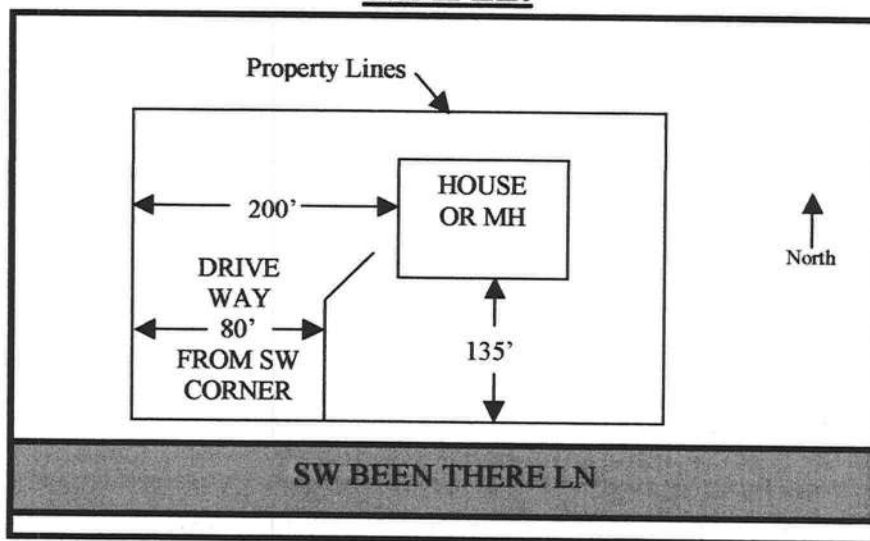 Property Lines
HOUSE
OR MH
200’
North
DRIVE
WAY
80’
FROM SW
CORNER
135’
SW BEEN THERE LN